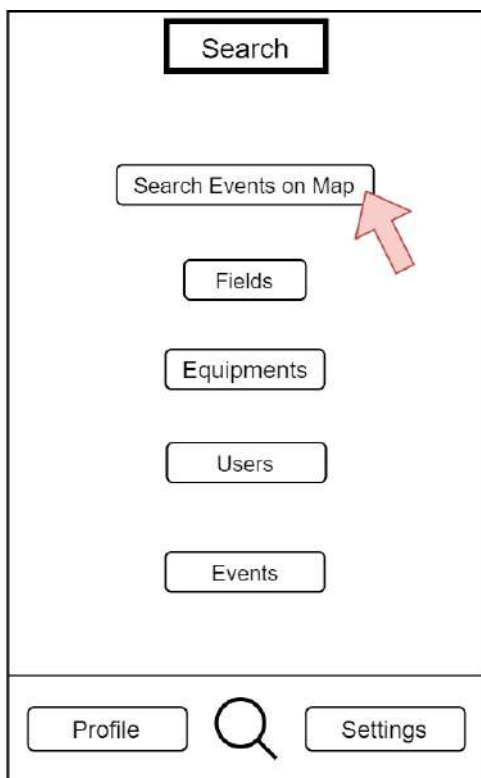 Search
Search Events on Map
Fields
Equipments
Users
Events
Profile
Settings